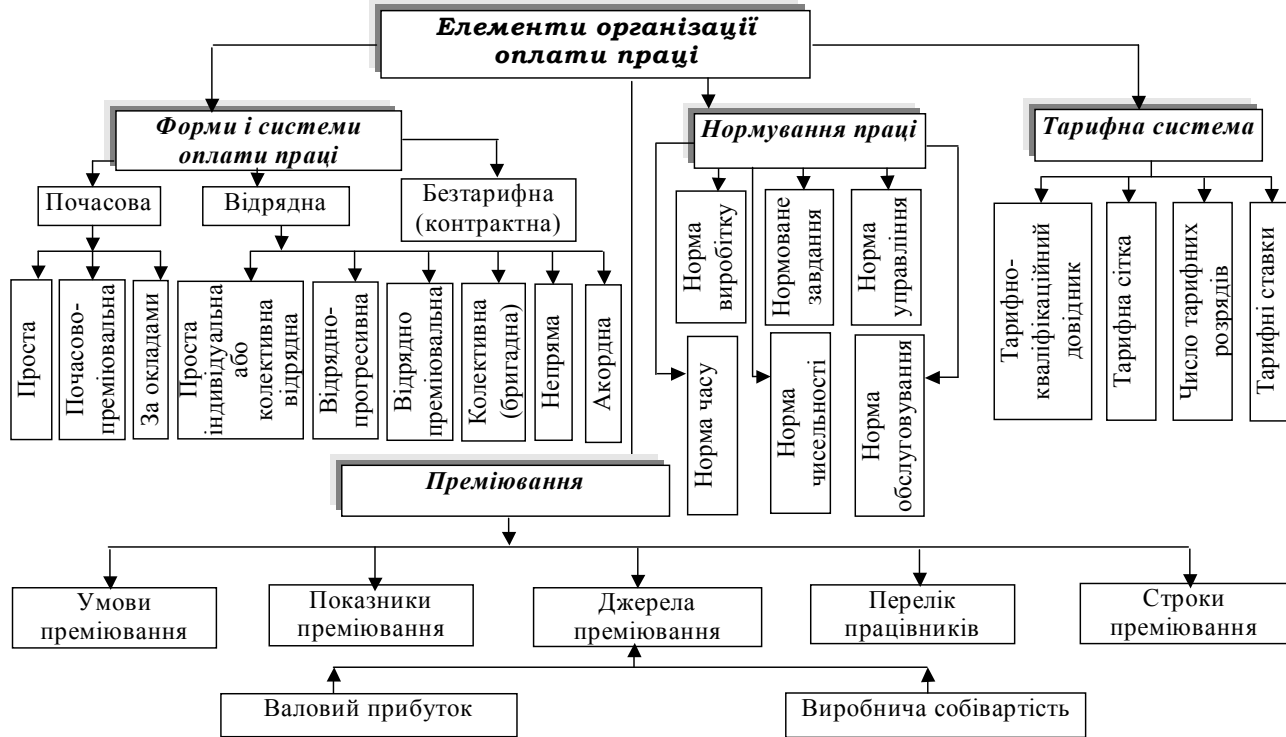 Елементи організації
оплати праці
Форми і системи
оплати праці
Нормування праці
Тарифна система
Почасова
Відрядна
Безтарифна
(контрактна)
Проста
Почасово-
преміювальна
За окладами
Проста
індивідуальна
або
колективна
відрядна
Відрядно-
прогресивна
Відрядно
преміювальна
Колективна
(бригадна)
Непряма
Акордна
Норма
виробітку
Нормоване
завдання
Норма
управління
Норма часу
Норма
чисельності
Норма
обслуговування
Тарифно-
кваліфікаційний
довідник
Тарифна сітка
Число тарифних
розрядів
Тарифні ставки
Преміювання
Умови
преміювання
Показники
преміювання
Джерела
преміювання
Перелік
працівників
Строки
преміювання
Валовий прибуток
Виробнича собівартість